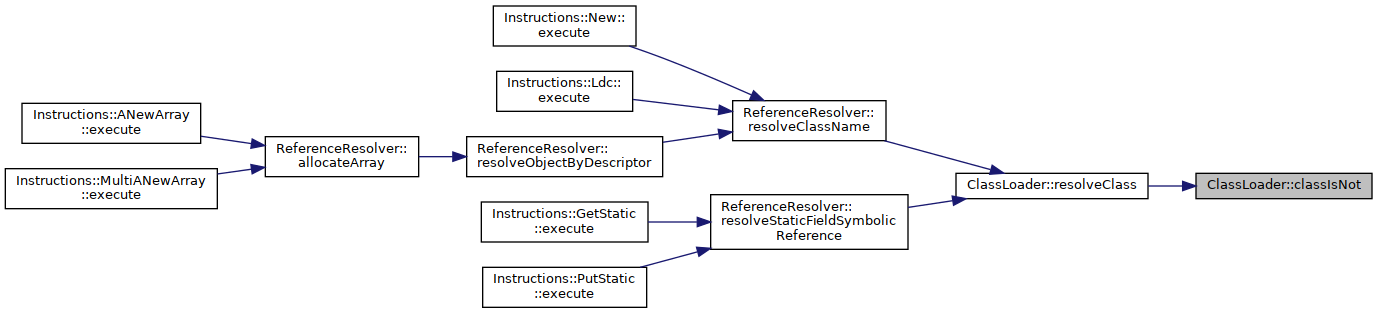 Instructions::New::
execute
Instructions::Ldc::
execute
Instructions::ANewArray
::execute
ReferenceResolver::
resolveClassName
ReferenceResolver::
allocateArray
ReferenceResolver::
resolveObjectByDescriptor
Instructions::MultiANewArray
::execute
ClassLoader::resolveClass
ClassLoader::classIsNot
Instructions::GetStatic
::execute
ReferenceResolver::
resolveStaticFieldSymbolic
Reference
Instructions::PutStatic
::execute